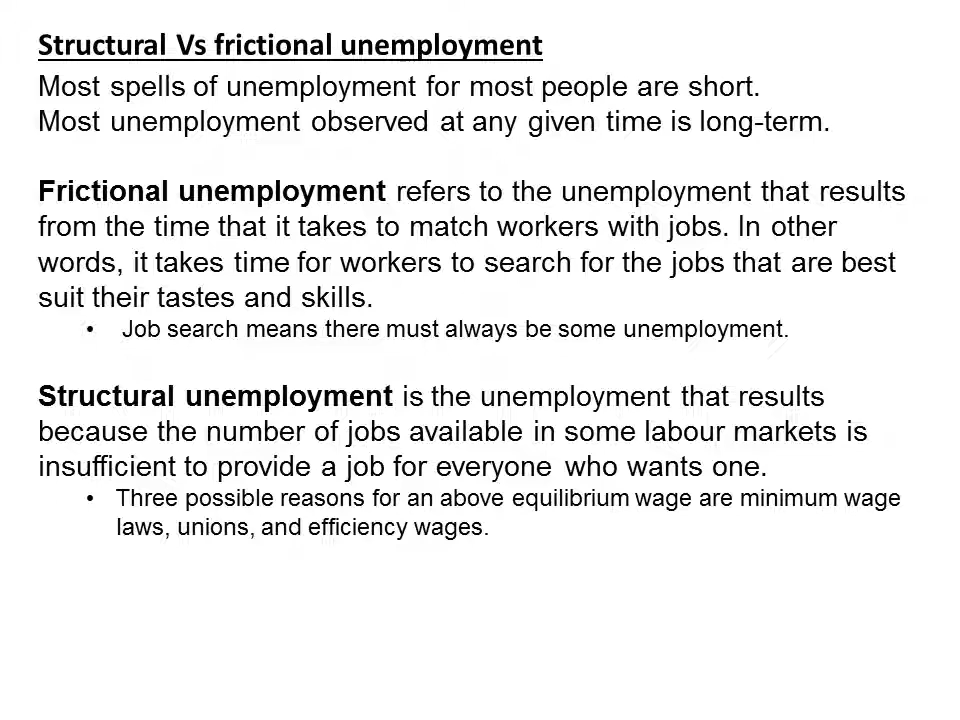 Structural Vs frictional unemployment
Most spells of unemployment for most people are short.
Most unemployment observed at any given time is long-term.
Frictional unemployment refers to the unemployment that results
from the time that it takes to match workers with jobs. In other
words, it takes time for workers to search for the jobs that are best
suit their tastes and skills.
• Job search means there must always be some unemployment.
Structural unemployment is the unemployment that results
because the number of jobs available in some labour markets is
insufficient to provide a job for everyone who wants one.
• Three possible reasons for an above equilibrium wage are minimum wage
laws, unions, and efficiency wages.